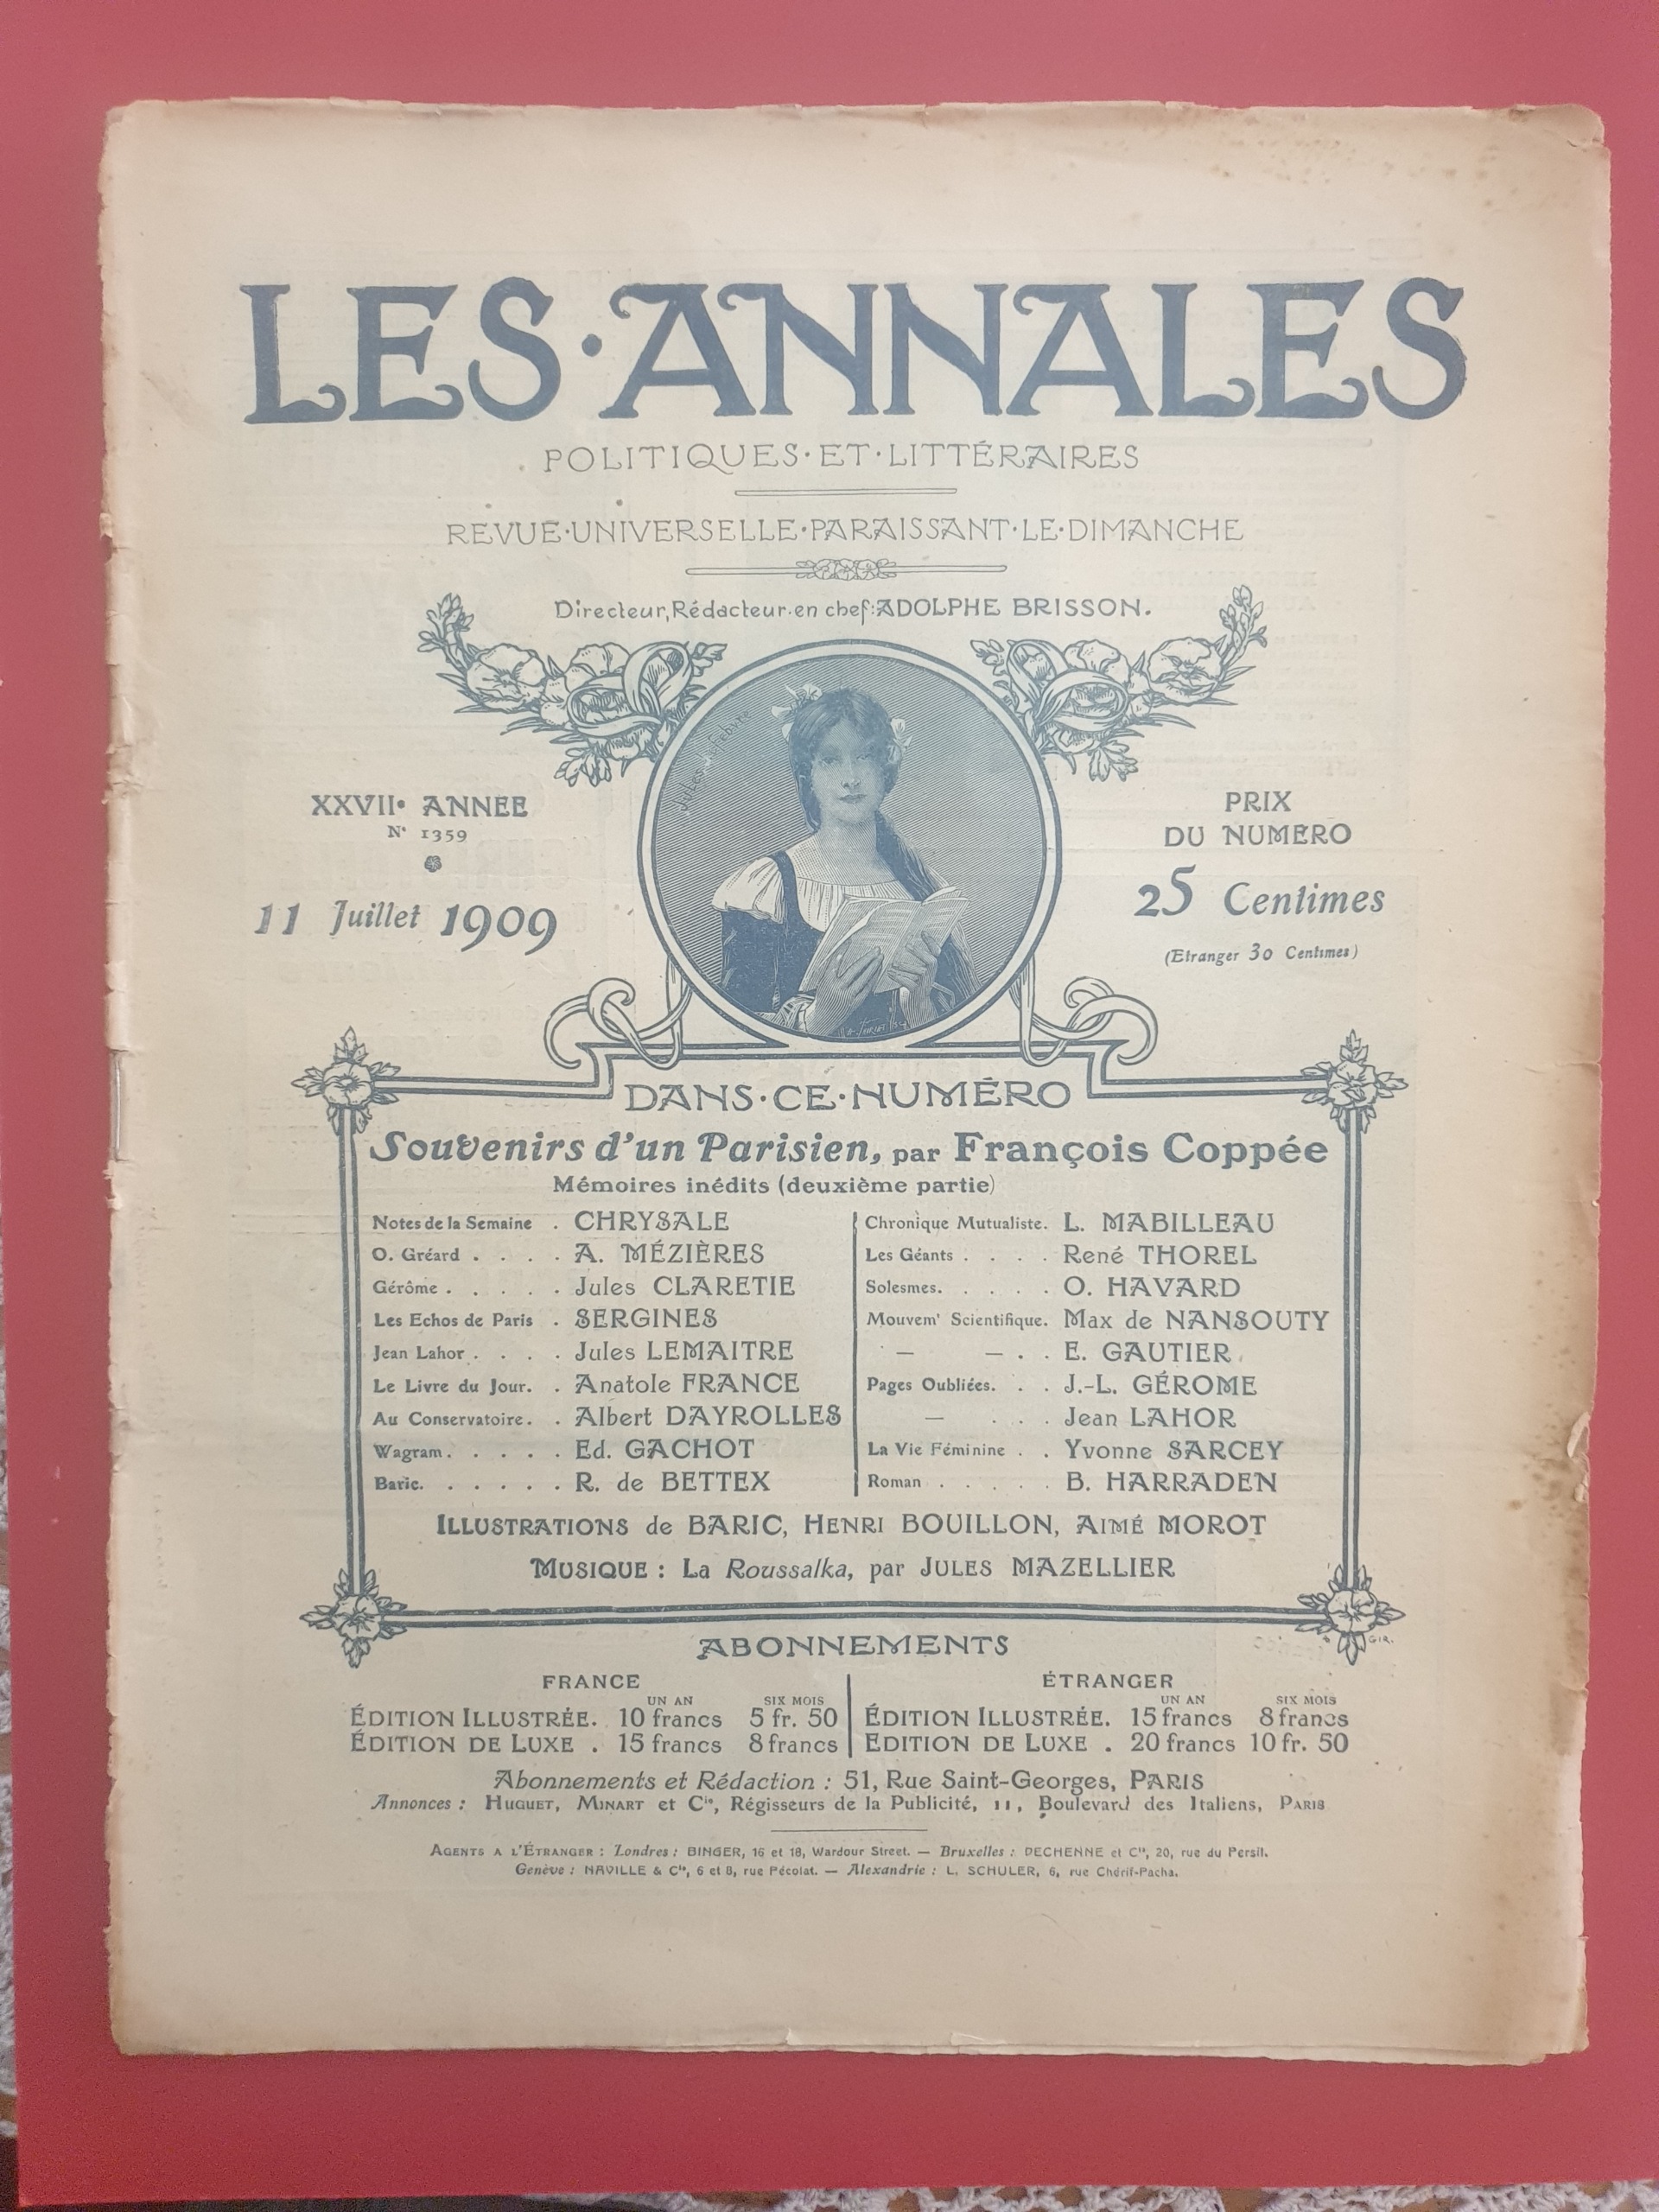 LES·ANNALES
POLITIQUES·ET·LITTÉRAIRES
REVUE·UNIVERSELLE·PARAISSANT·LE·DIMANCHE
Directeur, Rédacteur.en chef: ADOLPHE BRISSON.
Jules Lefebvre
XXVIIe ANNEE
No 1359
11 Juillet 1909
PRIX
DU NUMERO
25 Centimes
(Etranger 30 Centimes)
DANS·CE·NUMÉRO
Souvenirs d'un Parisien, par François Coppée
Mémoires inédits (deuxième partie)
Notes de la Semaine . CHRYSALE
O. Gréard . . . . A. MÉZIÈRES
Gérôme . . . . . Jules CLARETIE
Les Echos de Paris . SERGINES
Jean Lahor . . . . Jules LEMAITRE
Le Livre du Jour. . Anatole FRANCE
Au Conservatoire. . Albert DAYROLLES
Wagram . . . . . Ed. GACHOT
Baric. . . . . . R. de BETTEX
Chronique Mutualiste. L. MABILLEAU
Les Géants . . . . René THOREL
Solesmes. . . . . O. HAVARD
Mouvemt Scientifique. Max de NANSOUTY
— — . . E. GAUTIER
Pages Oubliées. . . J.-L. GÉROME
— . . . Jean LAHOR
La Vie Féminine . . Yvonne SARCEY
Roman . . . . . B. HARRADEN
ILLUSTRATIONS de BARIC, HENRI BOUILLON, AIMÉ MOROT
MUSIQUE : La Roussalka, par JULES MAZELLIER
GIR.
ABONNEMENTS
FRANCE
UN AN SIX MOIS
ÉDITION ILLUSTRÉE. 10 francs 5 fr. 50
ÉDITION DE LUXE . 15 francs 8 francs
ÉTRANGER
UN AN SIX MOIS
ÉDITION ILLUSTRÉE. 15 francs 8 francs
EDITION DE LUXE . 20 francs 10 fr. 50
Abonnements et Rédaction : 51, Rue Saint-Georges, PARIS
Annonces : HUGUET, MINART et Cie, Régisseurs de la Publicité, 11, Boulevard des Italiens, PARIS
AGENTS A L'ÉTRANGER : Londres : BINGER, 16 et 18, Wardour Street. — Bruxelles : DECHENNE et Cie, 20, rue du Persil.
Genève : NAVILLE & Cie, 6 et 8, rue Pécolat. — Alexandrie : L. SCHULER, 6, rue Chérif-Pacha.